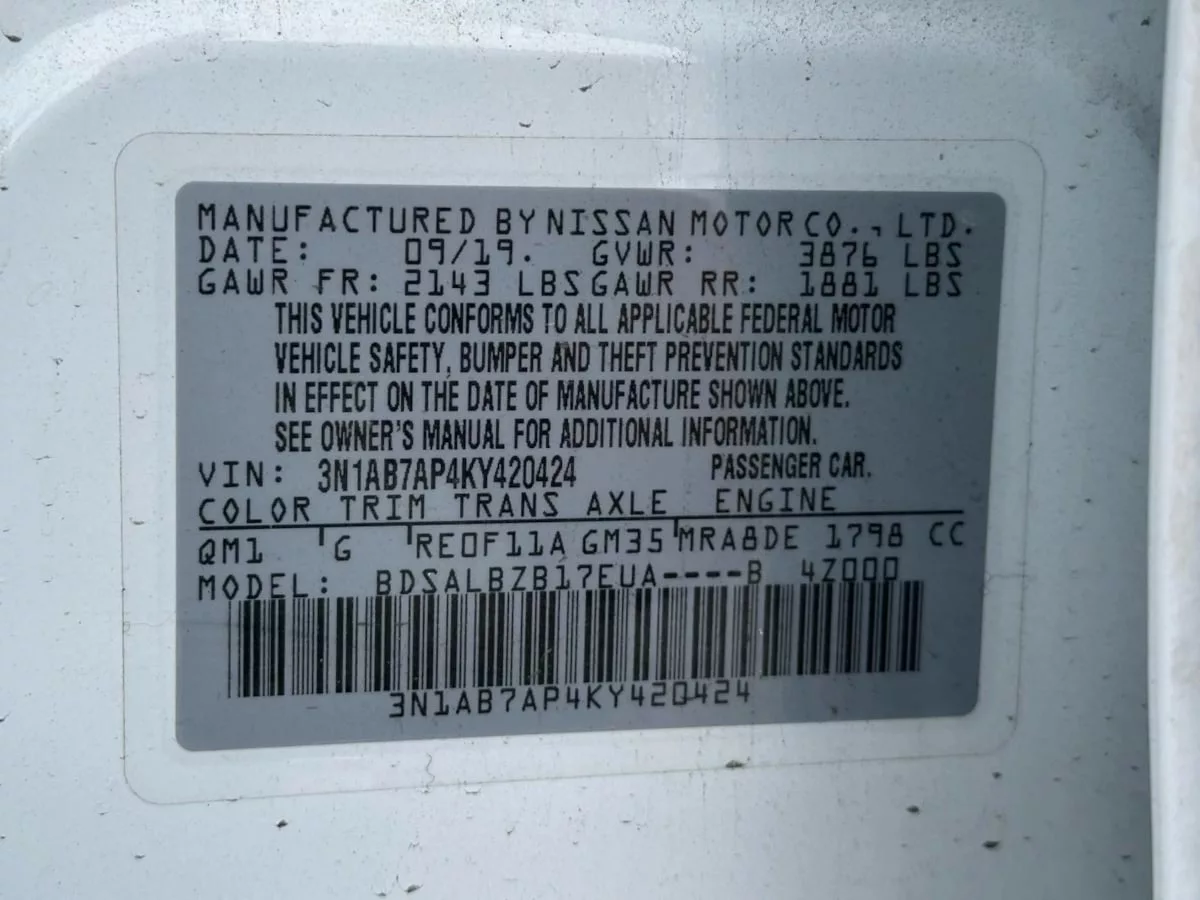 MANUFACTURED BY NISSAN MOTOR CO., LTD.
DATE: 09/19. GVWR: 3876 LBS
GAWR FR: 2143 LBS GAWR RR: 1881 LBS
THIS VEHICLE CONFORMS TO ALL APPLICABLE FEDERAL MOTOR
VEHICLE SAFETY, BUMPER AND THEFT PREVENTION STANDARDS
IN EFFECT ON THE DATE OF MANUFACTURE SHOWN ABOVE.
SEE OWNER'S MANUAL FOR ADDITIONAL INFORMATION.
VIN: 3N1AB7AP4KY420424 PASSENGER CAR.
COLOR TRIM TRANS AXLE ENGINE
QM1 G RE0F11A GM35 MRA8DE 1798 CC
MODEL: BDSALBZB17EUA----B 4Z000
3N1AB7AP4KY420424